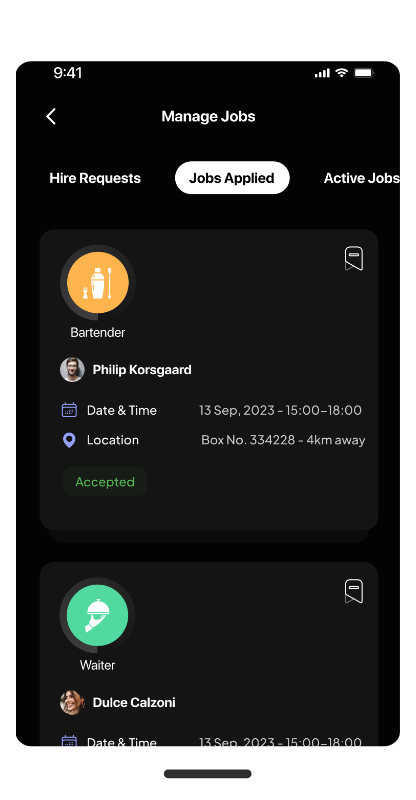 9:41
Manage Jobs
Hire Requests Jobs Applied Active Jobs
Bartender
Philip Korsgaard
Date & Time 13 Sep, 2023 - 15:00-18:00
Location Box No. 334228 - 4km away
Accepted
Waiter
Dulce Calzoni
Date & Time 13 Sep, 2023 - 15:00-18:00